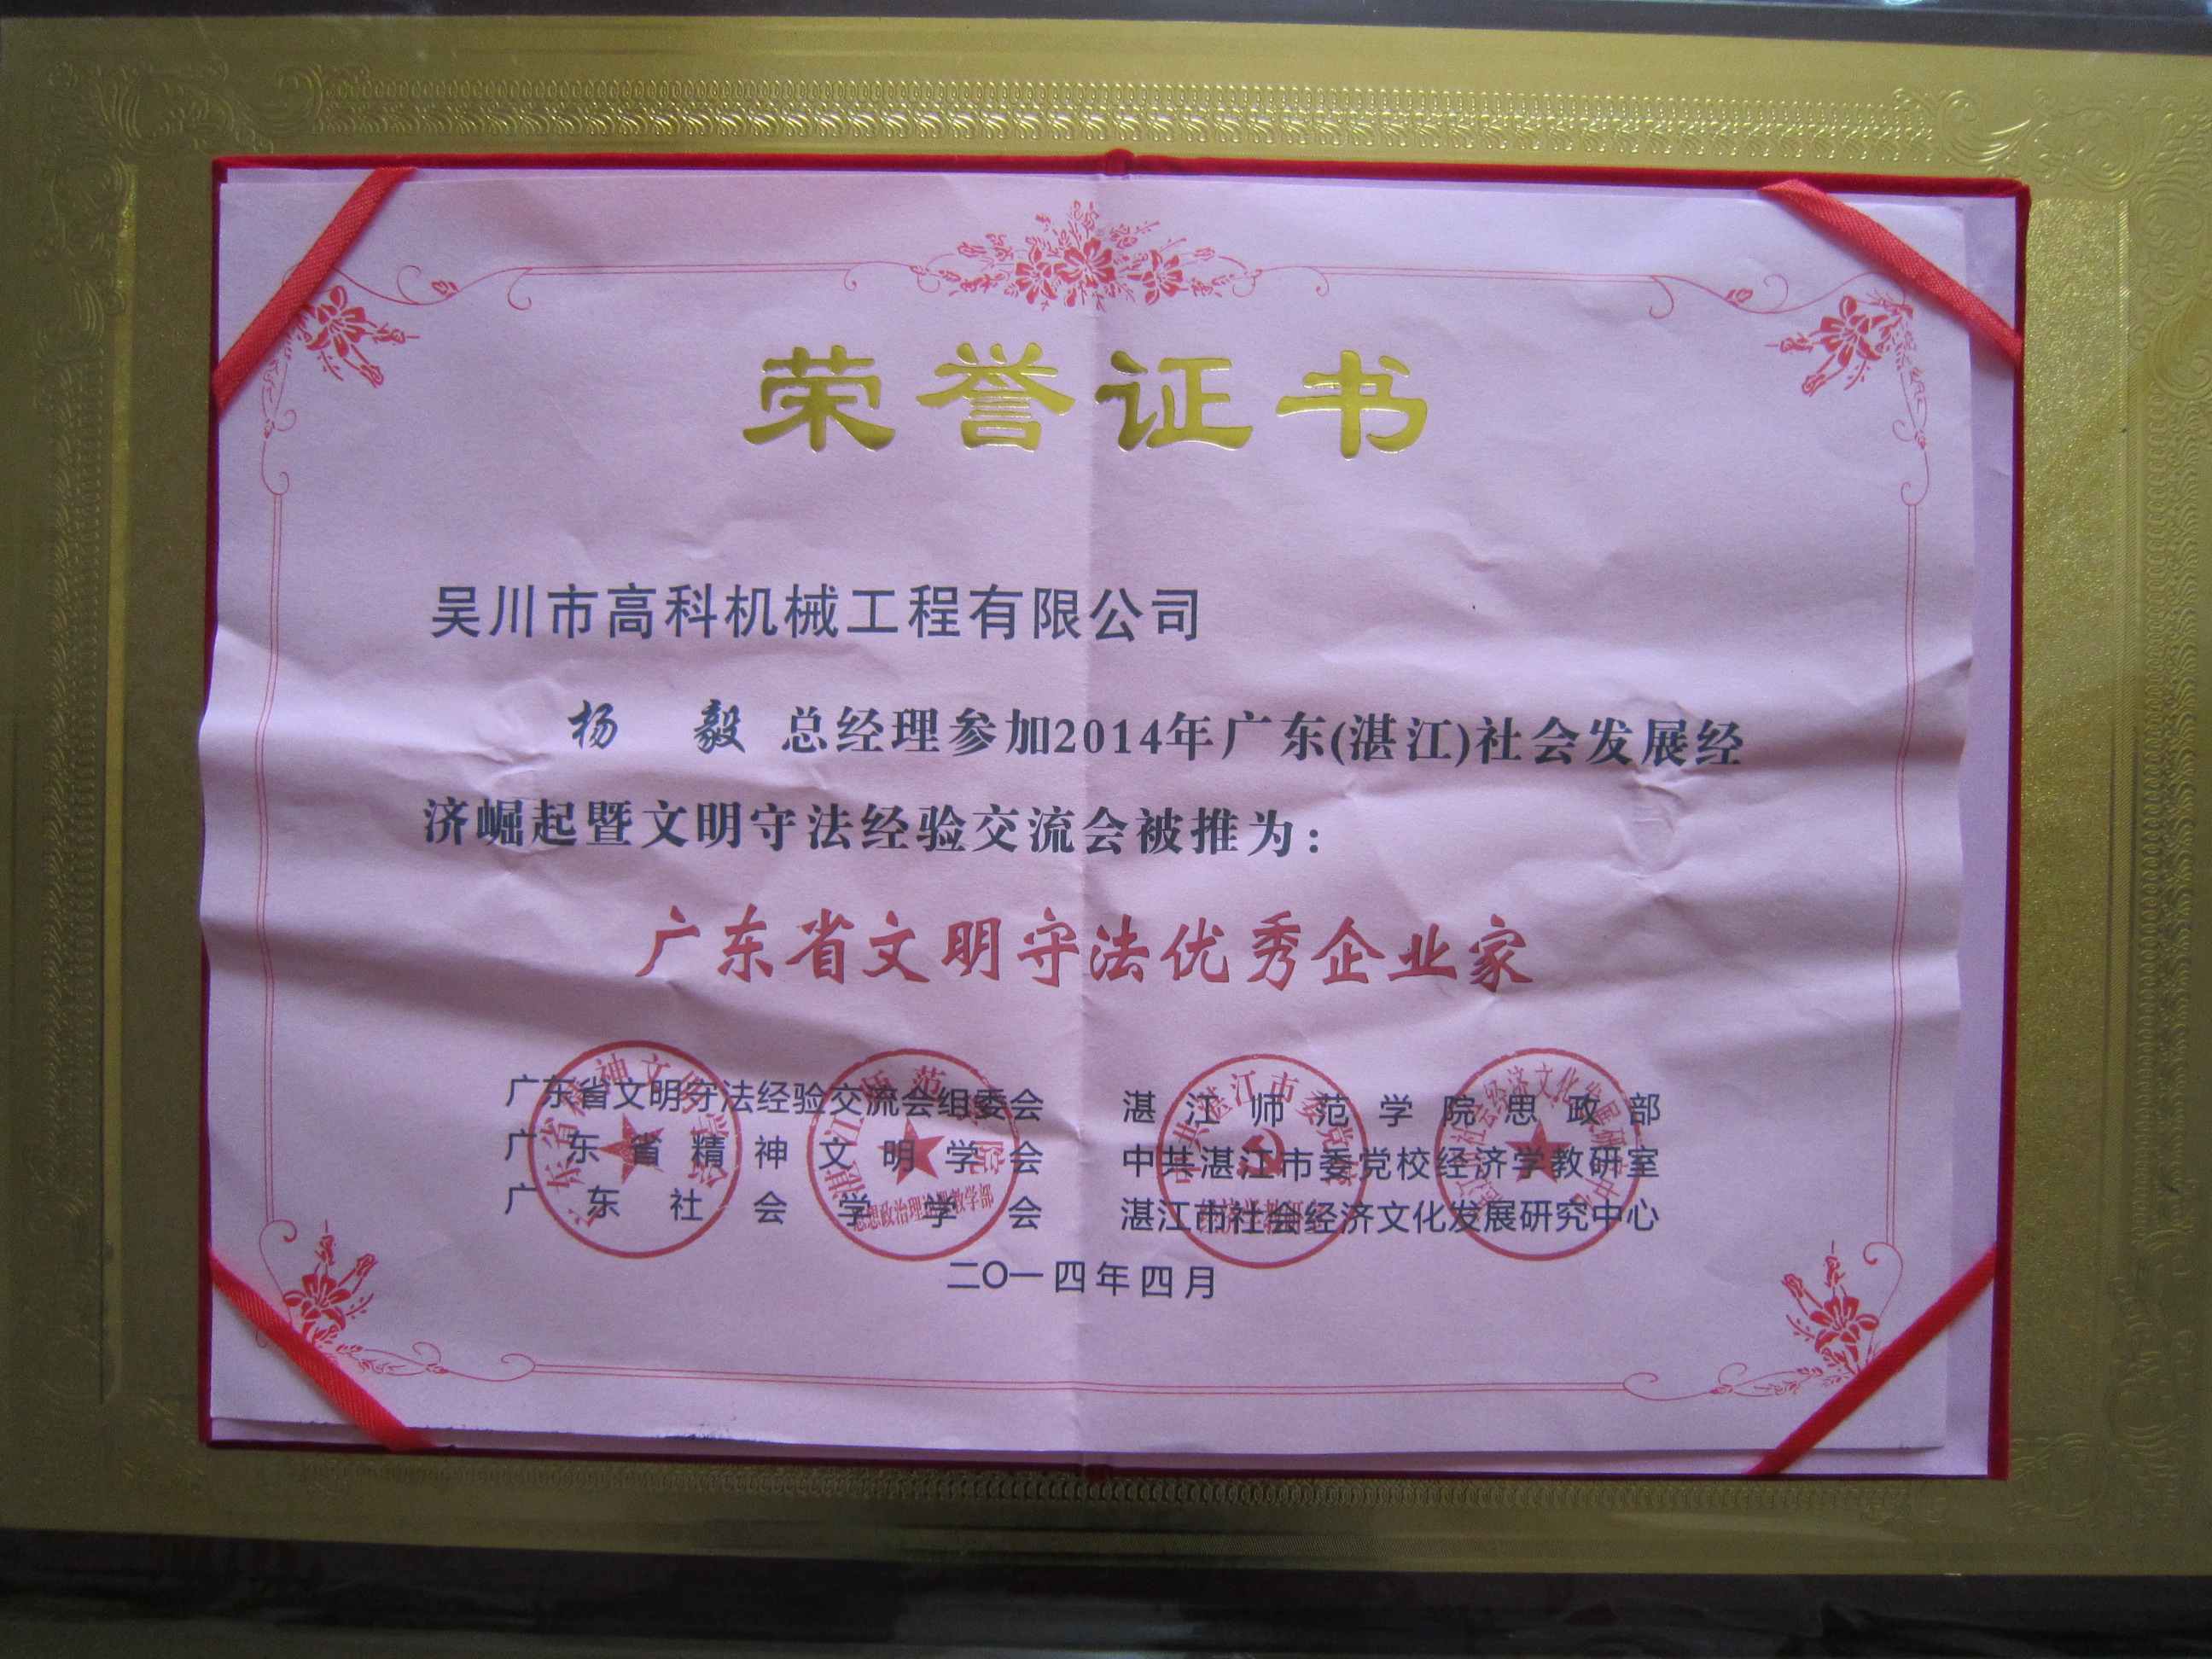 荣誉证书
吴川市高科机械工程有限公司
杨 毅 总经理参加2014年广东(湛江)社会发展经
济崛起暨文明守法经验交流会被推为:
广东省文明守法优秀企业家
广东省文明守法经验交流会组委会
广东省精神文明学会
广东社会学学会
湛江师范学院思政部
中共湛江市委党校经济学教研室
湛江市社会经济文化发展研究中心
二〇一四年四月